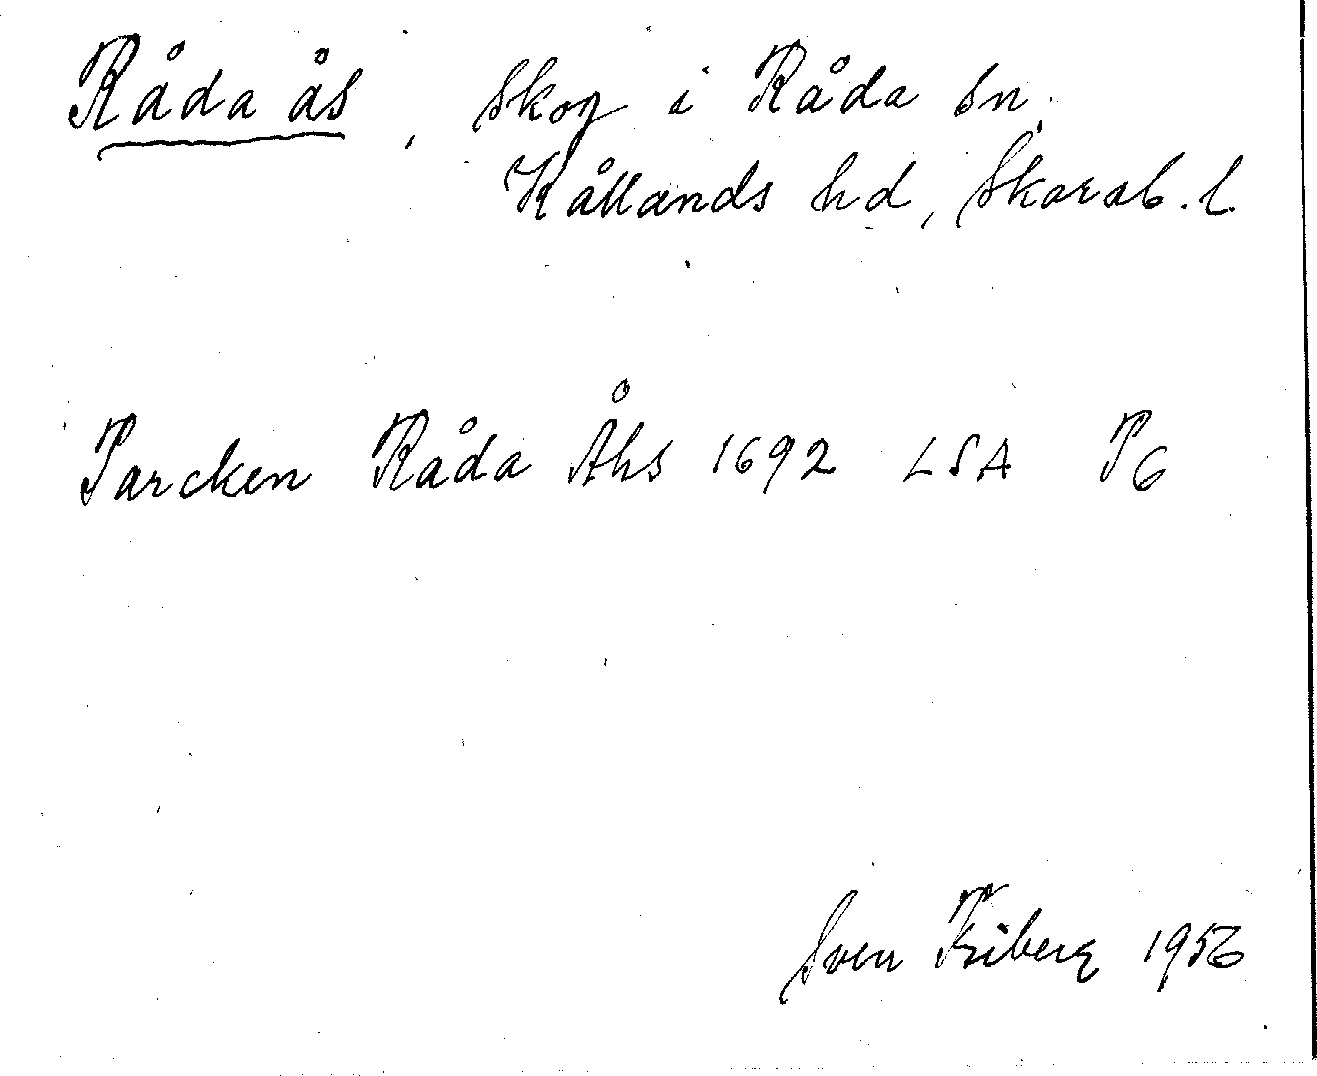 Råda ås, skog i Råda sn.
Kållands hd, Skarab. l.
Parcken Råda Åhs 1692 LSA P6
Sven Friberg 1956